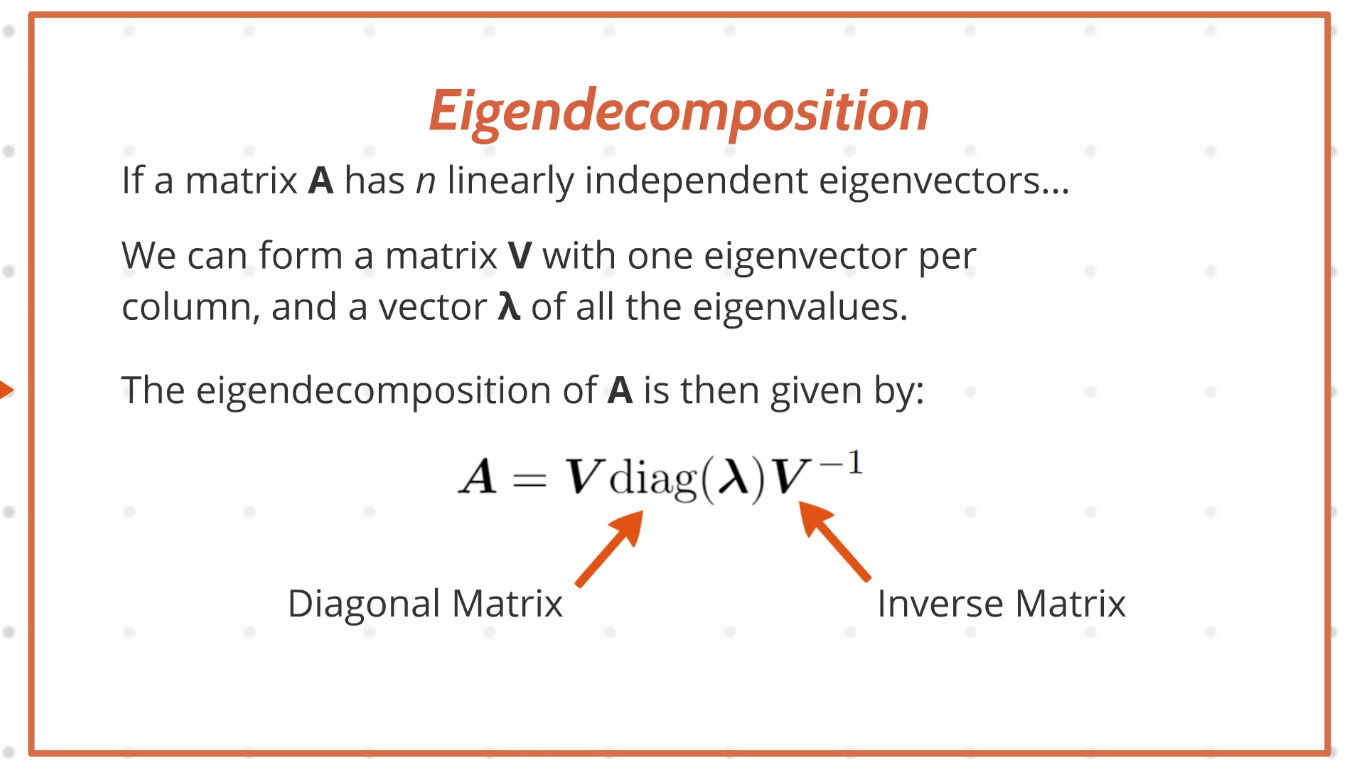 Eigendecomposition
If a matrix A has n linearly independent eigenvectors...
We can form a matrix V with one eigenvector per
column, and a vector λ of all the eigenvalues.
The eigendecomposition of A is then given by:
A = V diag(λ)V⁻¹
Diagonal Matrix
Inverse Matrix